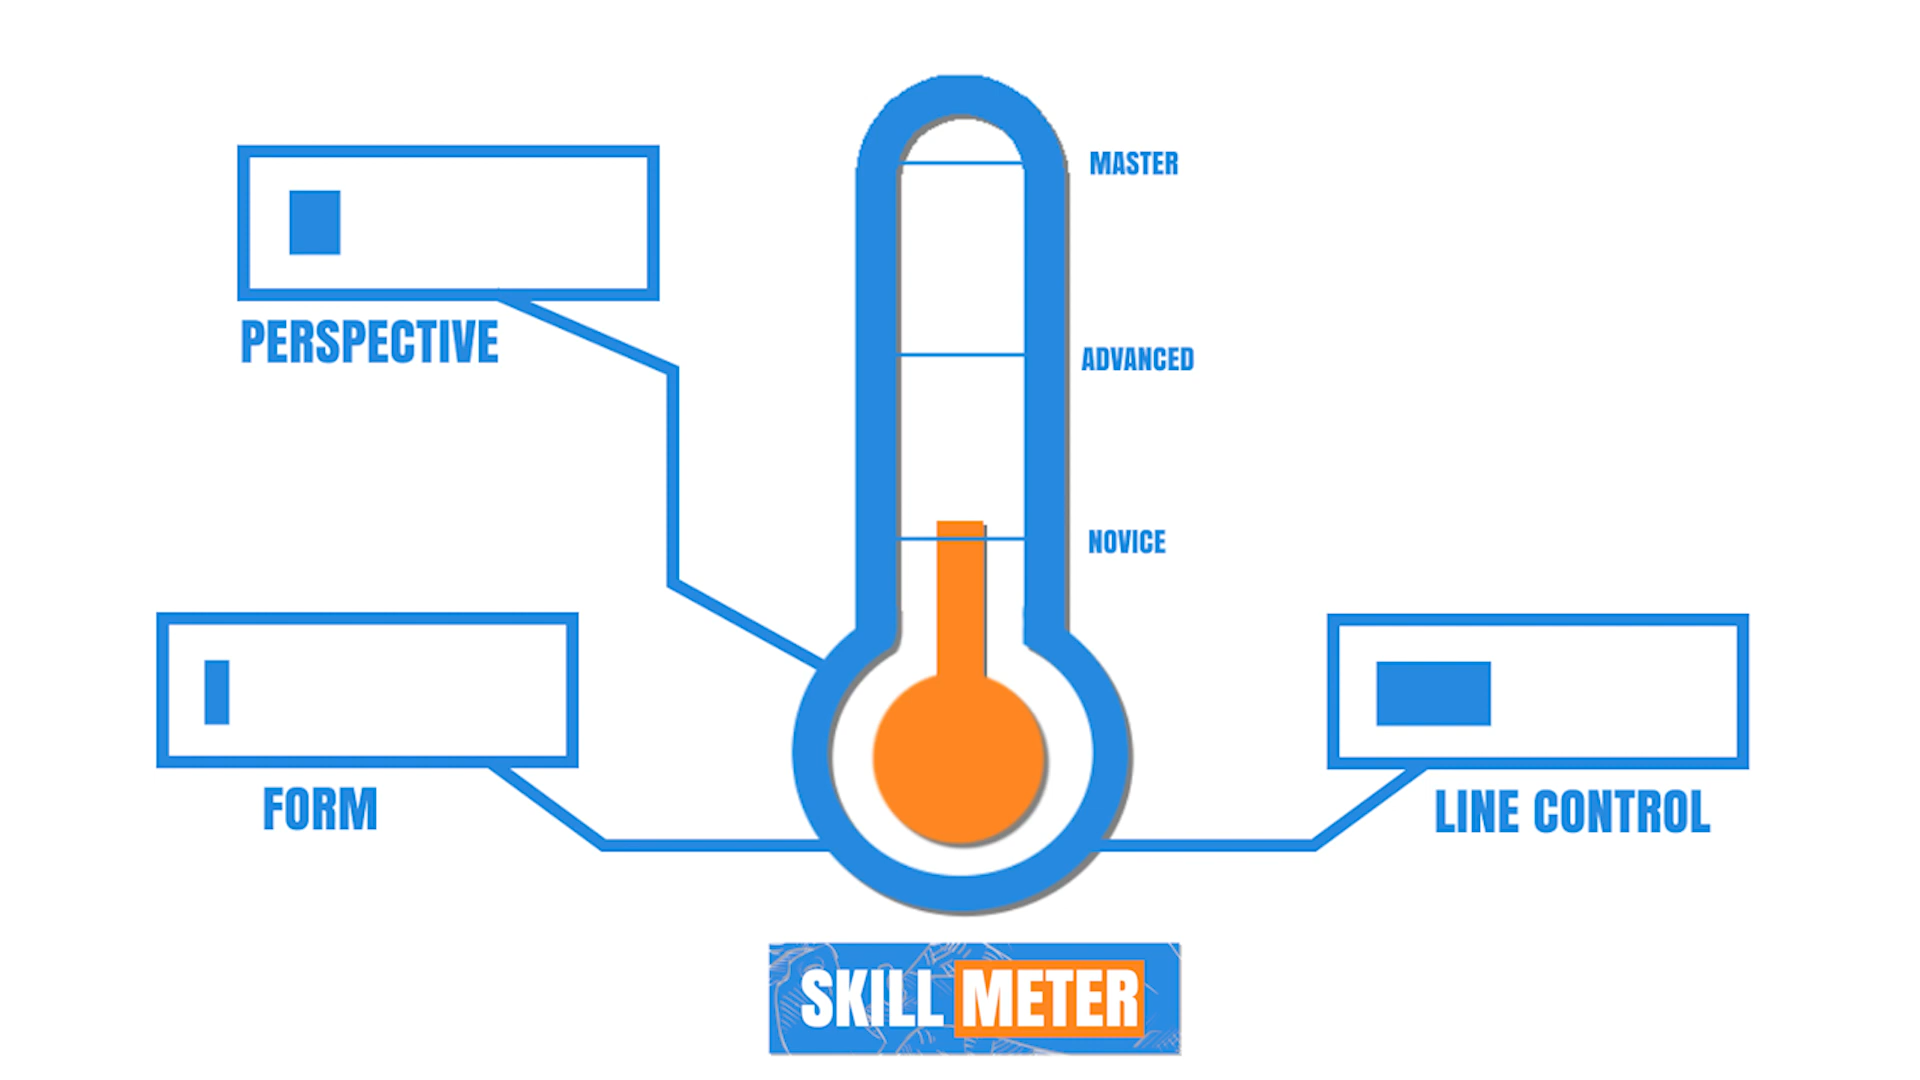 MASTER
PERSPECTIVE
ADVANCED
NOVICE
FORM
LINE CONTROL
SKILL METER